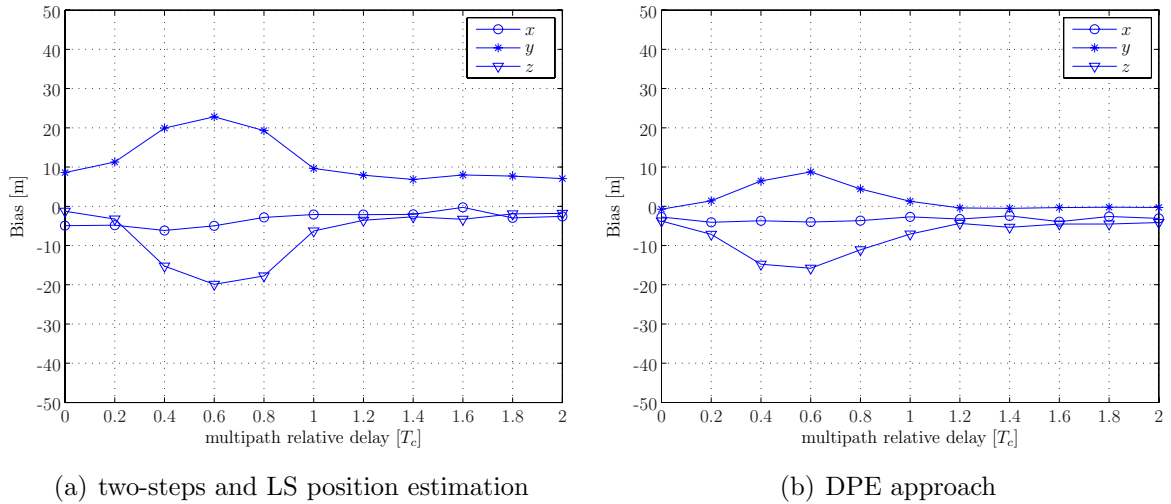 50
40
30
20
10
0
-10
-20
-30
-40
-50
Bias [m]
x
y
z
0 0.2 0.4 0.6 0.8 1 1.2 1.4 1.6 1.8 2
multipath relative delay [T_c]
(a) two-steps and LS position estimation
50
40
30
20
10
0
-10
-20
-30
-40
-50
Bias [m]
x
y
z
0 0.2 0.4 0.6 0.8 1 1.2 1.4 1.6 1.8 2
multipath relative delay [T_c]
(b) DPE approach